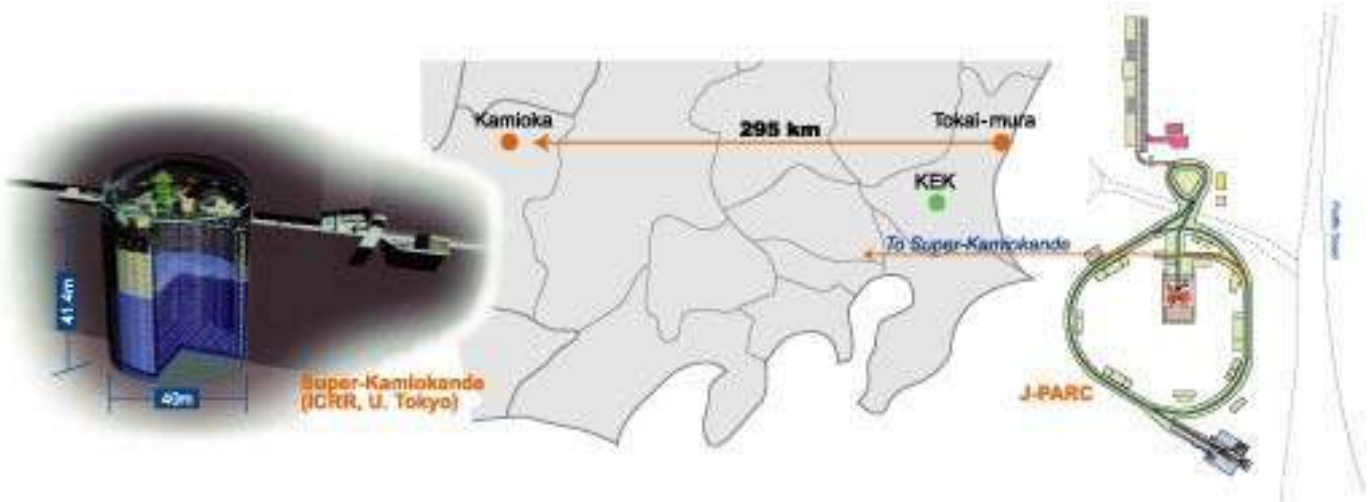 Kamioka
295 km
Tokai-mura
KEK
To Super-Kamiokande
41.4m
40m
Super-Kamiokande
(ICRR, U. Tokyo)
J-PARC